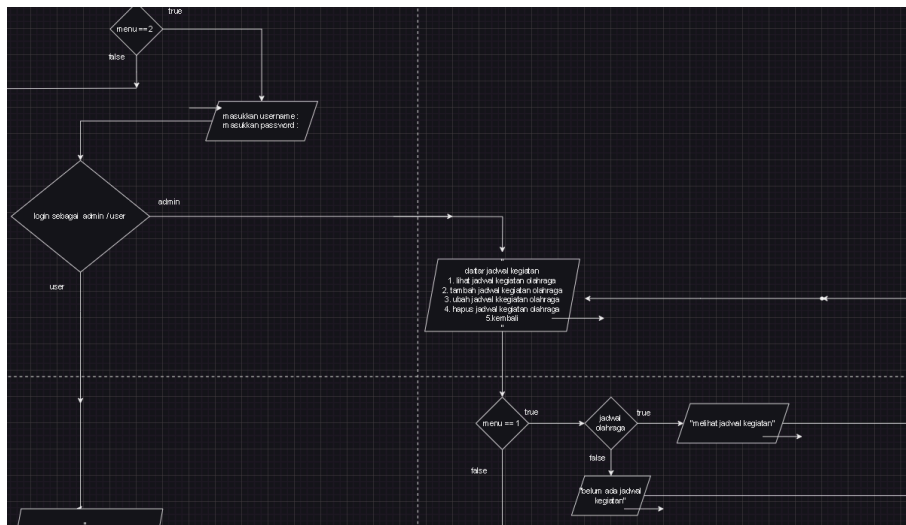 true
menu == 2
false
masukkan username :
masukkan password :
admin
login sebagai admin / user
user
"
daftar jadwal kegiatan
1. lihat jadwal kegiatan olahraga
2. tambah jadwal kegiatan olahraga
3. ubah jadwal kkegiatan olahraga
4. hapus jadwal kegiatan olahraga
5.kembali
"
true
true
menu == 1
jadwal
olahraga
"melihat jadwal kegiatan"
false
false
"belum ada jadwal
kegiatan"